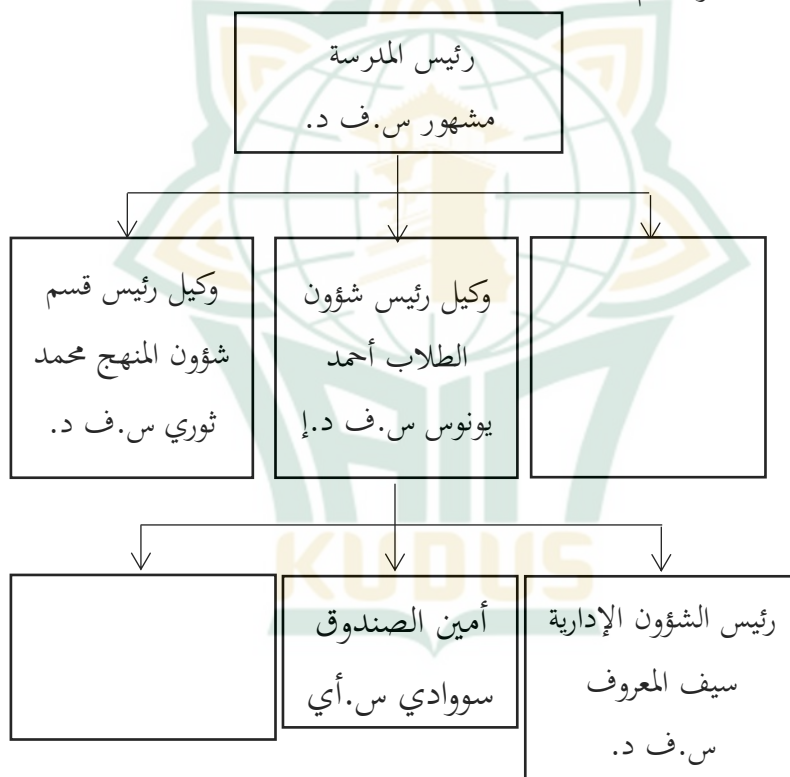 رئيس المدرسة
مشهور س.ف د.
وكيل رئيس شؤون
الطلاب أحمد
يونوس س.ف د.إ
وكيل رئيس قسم
شؤون المنهج محمد
ثوري س.ف د.
رئيس الشؤون الإدارية
سيف المعروف
س.ف د.
أمين الصندوق
سووادي س.أي
KUDUS